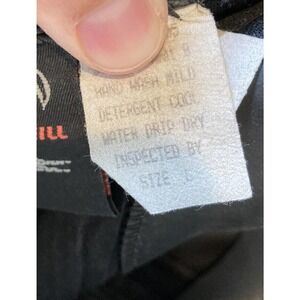 HAND WASH MILD
DETERGENT COOL
WATER DRIP DRY
INSPECTED BY
SIZE L